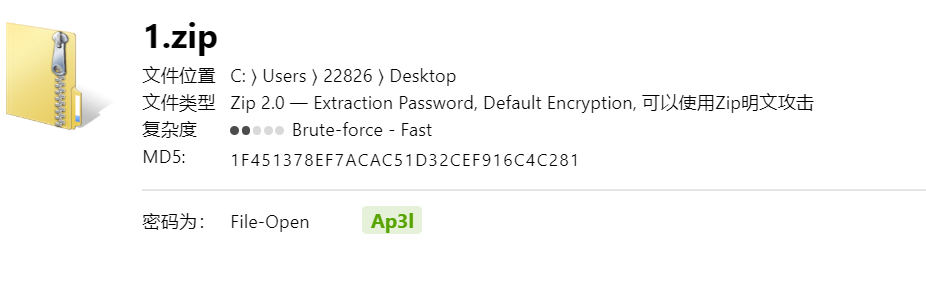 1.zip
文件位置 C: ⟩ Users ⟩ 22826 ⟩ Desktop
文件类型 Zip 2.0 — Extraction Password, Default Encryption, 可以使用Zip明文攻击
复杂度 Brute-force - Fast
MD5: 1F451378EF7ACAC51D32CEF916C4C281
密码为： File-Open Ap3l